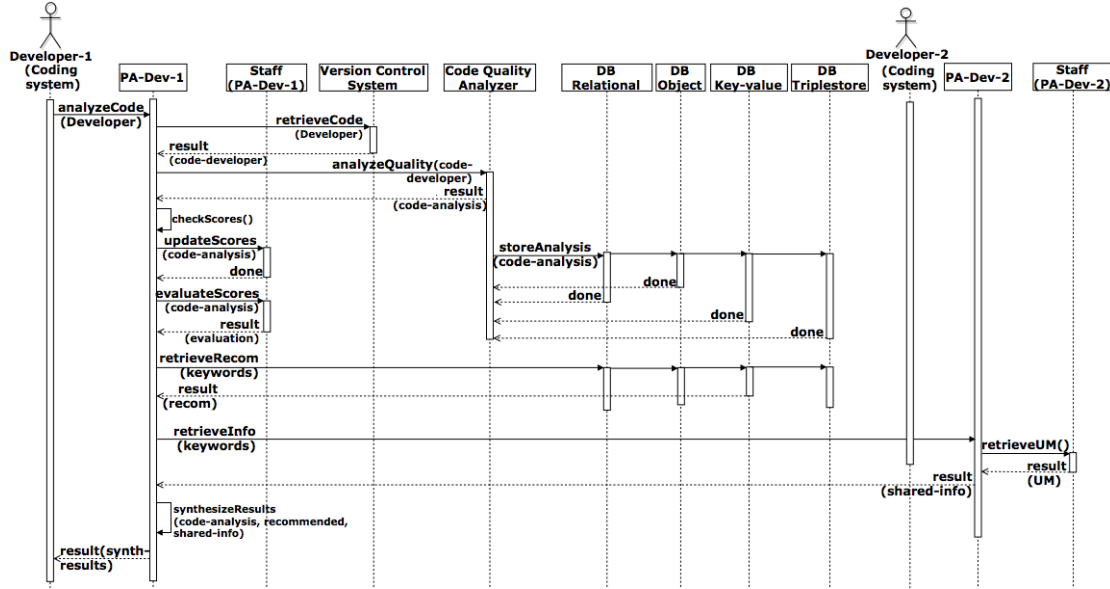 Developer-1
(Coding
system)
PA-Dev-1
Staff
(PA-Dev-1)
Version Control
System
Code Quality
Analyzer
DB
Relational
DB
Object
DB
Key-value
DB
Triplestore
Developer-2
(Coding
system)
PA-Dev-2
Staff
(PA-Dev-2)
analyzeCode
(Developer)
retrieveCode
(Developer)
result
(code-developer)
analyzeQuality(code-
developer)
result
(code-analysis)
checkScores()
updateScores
(code-analysis)
done
storeAnalysis
(code-analysis)
done
done
done
done
evaluateScores
(code-analysis)
result
(evaluation)
retrieveRecom
(keywords)
result
(recom)
retrieveInfo
(keywords)
retrieveUM()
result
(UM)
result
(shared-info)
synthesizeResults
(code-analysis, recommended,
shared-info)
result(synth-
results)